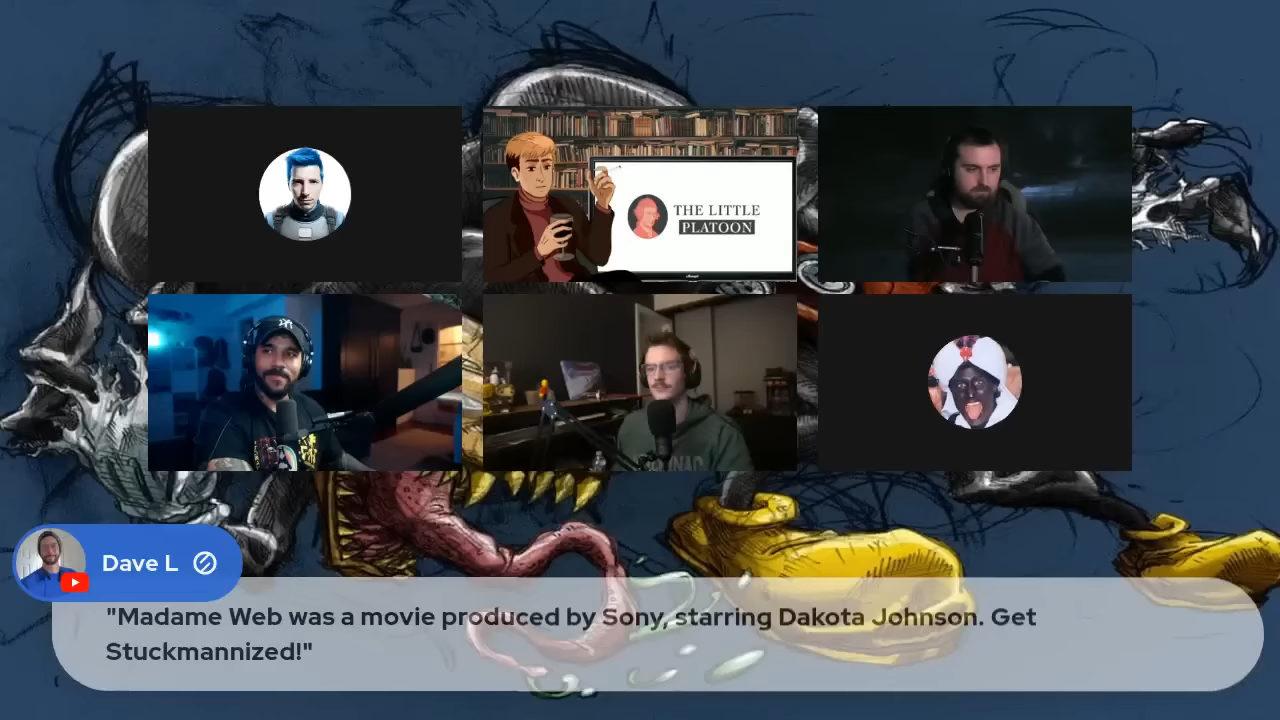 THE LITTLE
PLATOON
Dave L
"Madame Web was a movie produced by Sony, starring Dakota Johnson. Get
Stuckmannized!"